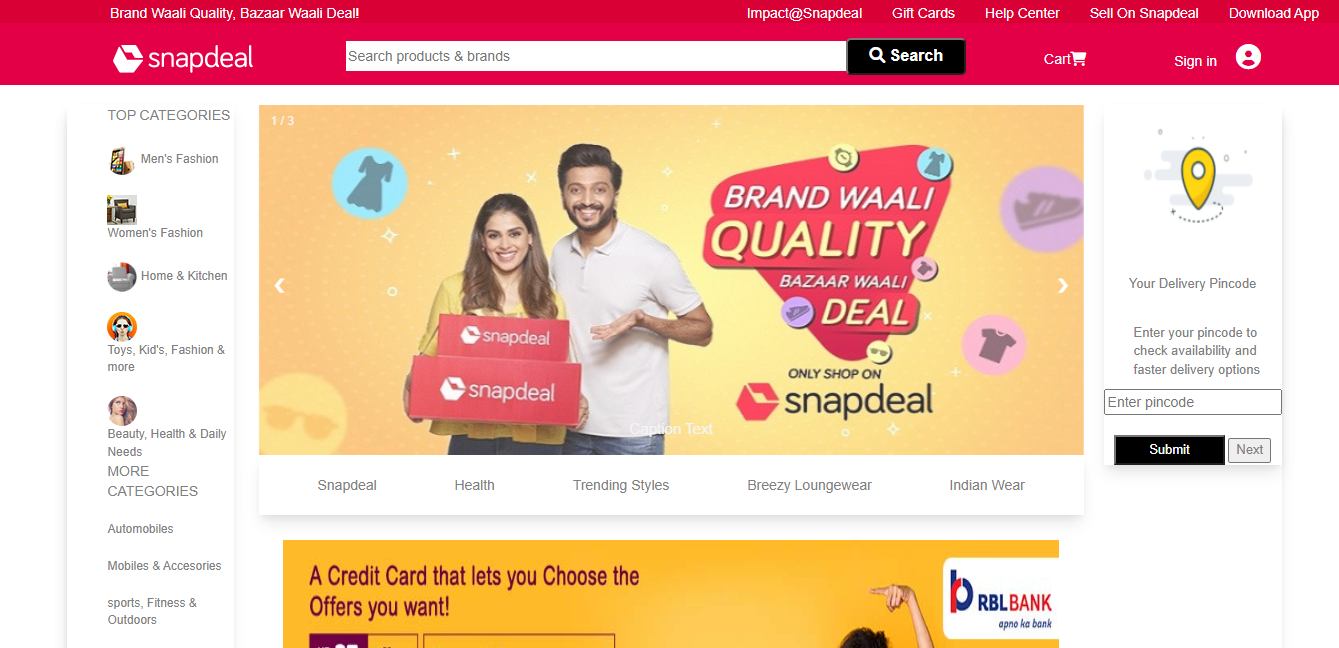 Brand Waali Quality, Bazaar Waali Deal!
Impact@Snapdeal
Gift Cards
Help Center
Sell On Snapdeal
Download App
snapdeal
Search products & brands
Search
Cart
Sign in
TOP CATEGORIES
Men's Fashion
Women's Fashion
Home & Kitchen
Toys, Kid's, Fashion &
more
Beauty, Health & Daily
Needs
MORE
CATEGORIES
Automobiles
Mobiles & Accesories
sports, Fitness &
Outdoors
1 / 3
BRAND WAALI
QUALITY
BAZAAR WAALI
DEAL
ONLY SHOP ON
snapdeal
snapdeal
snapdeal
Caption Text
Snapdeal
Health
Trending Styles
Breezy Loungewear
Indian Wear
A Credit Card that lets you Choose the
Offers you want!
RBL BANK
apno ka bank
Your Delivery Pincode
Enter your pincode to
check availability and
faster delivery options
Enter pincode
Submit
Next